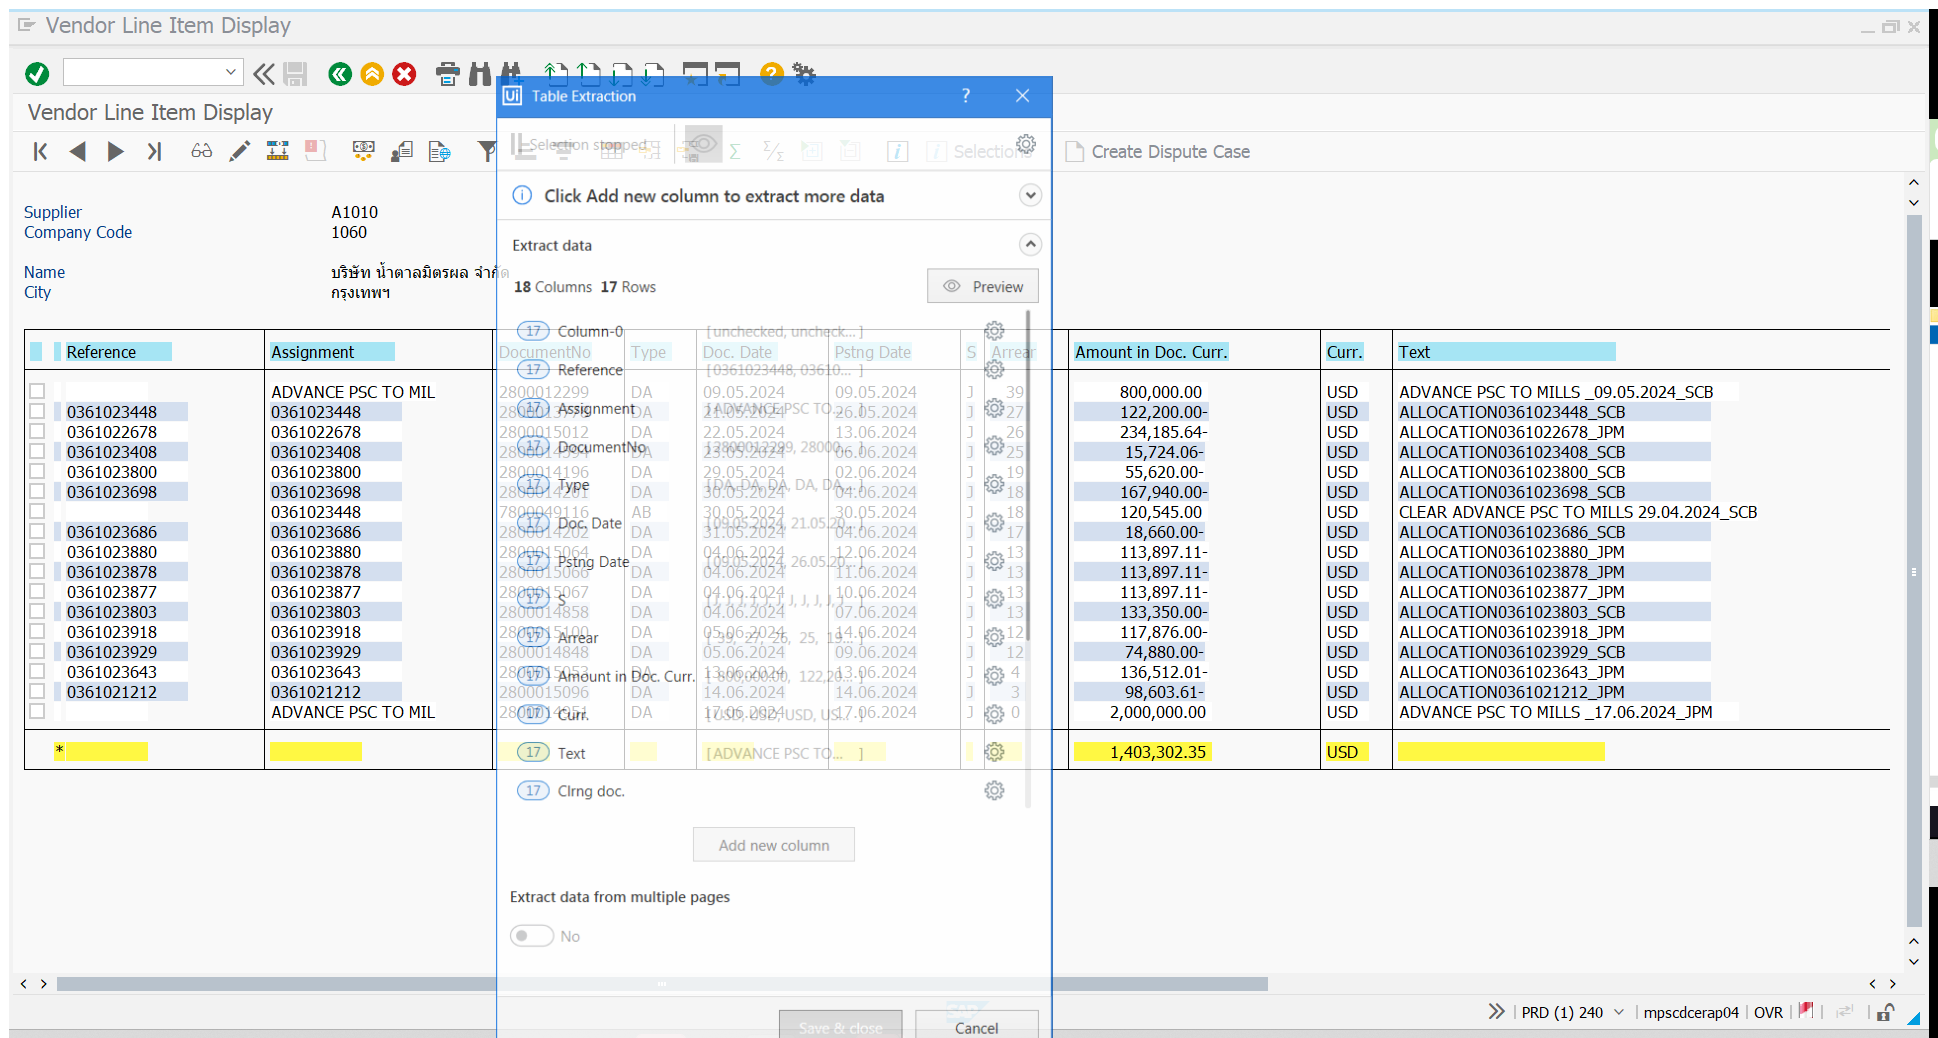 Vendor Line Item Display
Vendor Line Item Display
Ui Table Extraction ?
Selection stopped
Selections
Create Dispute Case
Click Add new column to extract more data
Supplier A1010
Company Code 1060
Extract data
Name บริษัท น้ำตาลมิตรผล จำกัด
City กรุงเทพฯ
18 Columns 17 Rows Preview
17 Column-0 [unchecked, uncheck... ]
Reference Assignment DocumentNo Type Doc. Date Pstng Date S Arrear Amount in Doc. Curr. Curr. Text
17 Reference [0361023448, 03610... ]
ADVANCE PSC TO MIL 2800012299 DA 09.05.2024 09.05.2024 J 39 800,000.00 USD ADVANCE PSC TO MILLS _09.05.2024_SCB
17 Assignment [ADVANCE PSC TO... ]
0361023448 0361023448 DA 21.05.2024 26.05.2024 J 27 122,200.00- USD ALLOCATION0361023448_SCB
0361022678 0361022678 2800015012 DA 22.05.2024 13.06.2024 J 26 234,185.64- USD ALLOCATION0361022678_JPM
17 DocumentNo [2800012299, 28000... ]
0361023408 0361023408 DA 23.05.2024 06.06.2024 J 25 15,724.06- USD ALLOCATION0361023408_SCB
0361023800 0361023800 2800014196 DA 29.05.2024 02.06.2024 J 19 55,620.00- USD ALLOCATION0361023800_SCB
17 Type [DA, DA, DA, DA, DA,... ]
0361023698 0361023698 2800014201 DA 30.05.2024 04.06.2024 J 18 167,940.00- USD ALLOCATION0361023698_SCB
0361023448 7800049116 AB 30.05.2024 30.05.2024 J 18 120,545.00 USD CLEAR ADVANCE PSC TO MILLS 29.04.2024_SCB
17 Doc. Date [09.05.2024, 21.05.20... ]
0361023686 0361023686 2800014202 DA 31.05.2024 04.06.2024 J 17 18,660.00- USD ALLOCATION0361023686_SCB
0361023880 0361023880 2800015064 DA 04.06.2024 12.06.2024 J 13 113,897.11- USD ALLOCATION0361023880_JPM
17 Pstng Date [09.05.2024, 26.05.20... ]
0361023878 0361023878 2800015066 DA 04.06.2024 11.06.2024 J 13 113,897.11- USD ALLOCATION0361023878_JPM
0361023877 0361023877 2800015067 DA 04.06.2024 10.06.2024 J 13 113,897.11- USD ALLOCATION0361023877_JPM
17 S
0361023803 0361023803 2800014858 DA 04.06.2024 07.06.2024 J 13 133,350.00- USD ALLOCATION0361023803_SCB
0361023918 0361023918 2800015100 DA 05.06.2024 14.06.2024 J 12 117,876.00- USD ALLOCATION0361023918_JPM
17 Arrear [ 39, 27, 26, 25, 19... ]
0361023929 0361023929 2800014848 DA 05.06.2024 09.06.2024 J 12 74,880.00- USD ALLOCATION0361023929_SCB
0361023643 0361023643 2800015053 DA 13.06.2024 13.06.2024 J 4 136,512.01- USD ALLOCATION0361023643_JPM
17 Amount in Doc. Curr. [ 800,000.00, 122,20... ]
0361021212 0361021212 2800015096 DA 14.06.2024 14.06.2024 J 3 98,603.61- USD ALLOCATION0361021212_JPM
ADVANCE PSC TO MIL DA 17.06.2024 17.06.2024 J 0 2,000,000.00 USD ADVANCE PSC TO MILLS _17.06.2024_JPM
17 Curr. [USD, USD, USD, US... ]
* 1,403,302.35 USD
17 Text [ADVANCE PSC TO... ]
17 Clrng doc.
Add new column
Extract data from multiple pages
No
Save & close Cancel
SAP
PRD (1) 240 mpscdcerap04 OVR